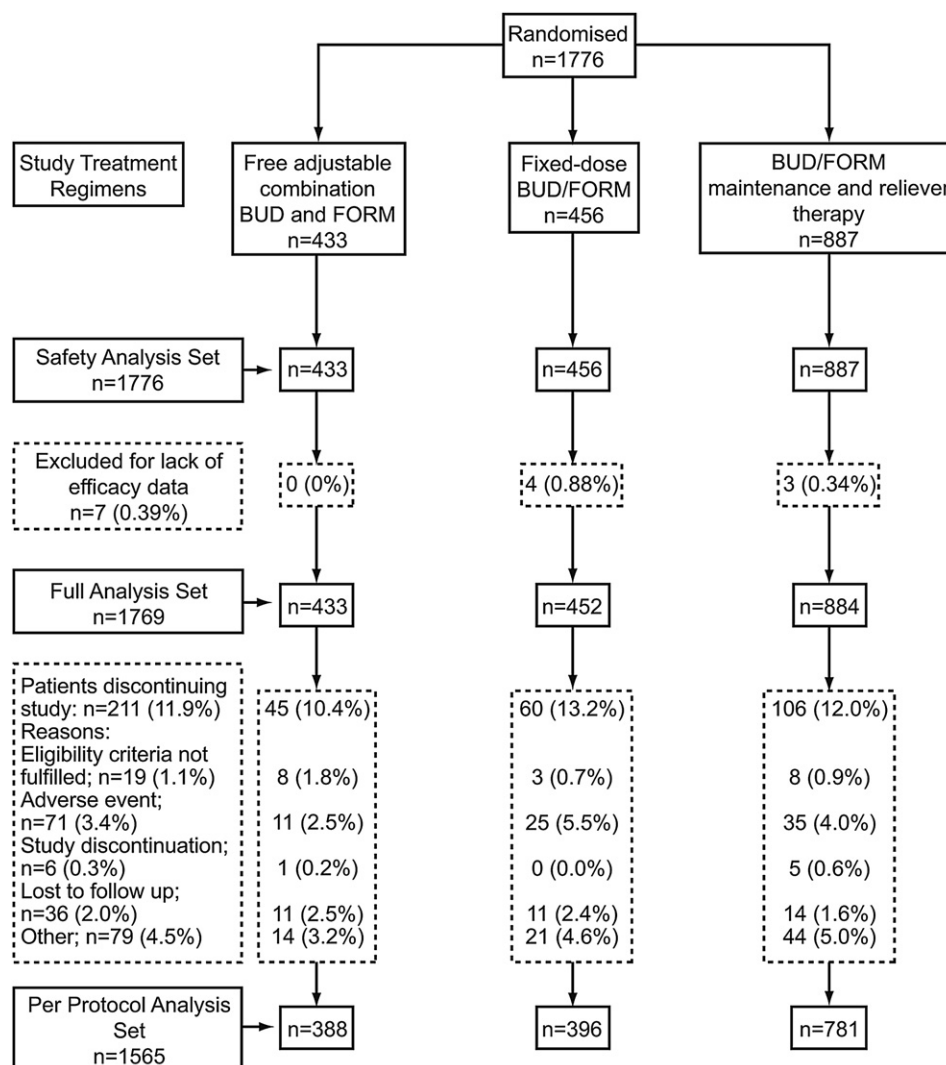 Randomised
n=1776
Study Treatment
Regimens
Free adjustable
combination
BUD and FORM
n=433
Fixed-dose
BUD/FORM
n=456
BUD/FORM
maintenance and reliever
therapy
n=887
Safety Analysis Set
n=1776
n=433
n=456
n=887
Excluded for lack of
efficacy data
n=7 (0.39%)
0 (0%)
4 (0.88%)
3 (0.34%)
Full Analysis Set
n=1769
n=433
n=452
n=884
Patients discontinuing
study: n=211 (11.9%)
45 (10.4%)
60 (13.2%)
106 (12.0%)
Reasons:
Eligibility criteria not
fulfilled; n=19 (1.1%)
8 (1.8%)
3 (0.7%)
8 (0.9%)
Adverse event;
n=71 (3.4%)
11 (2.5%)
25 (5.5%)
35 (4.0%)
Study discontinuation;
n=6 (0.3%)
1 (0.2%)
0 (0.0%)
5 (0.6%)
Lost to follow up;
n=36 (2.0%)
11 (2.5%)
11 (2.4%)
14 (1.6%)
Other; n=79 (4.5%)
14 (3.2%)
21 (4.6%)
44 (5.0%)
Per Protocol Analysis
Set
n=1565
n=388
n=396
n=781